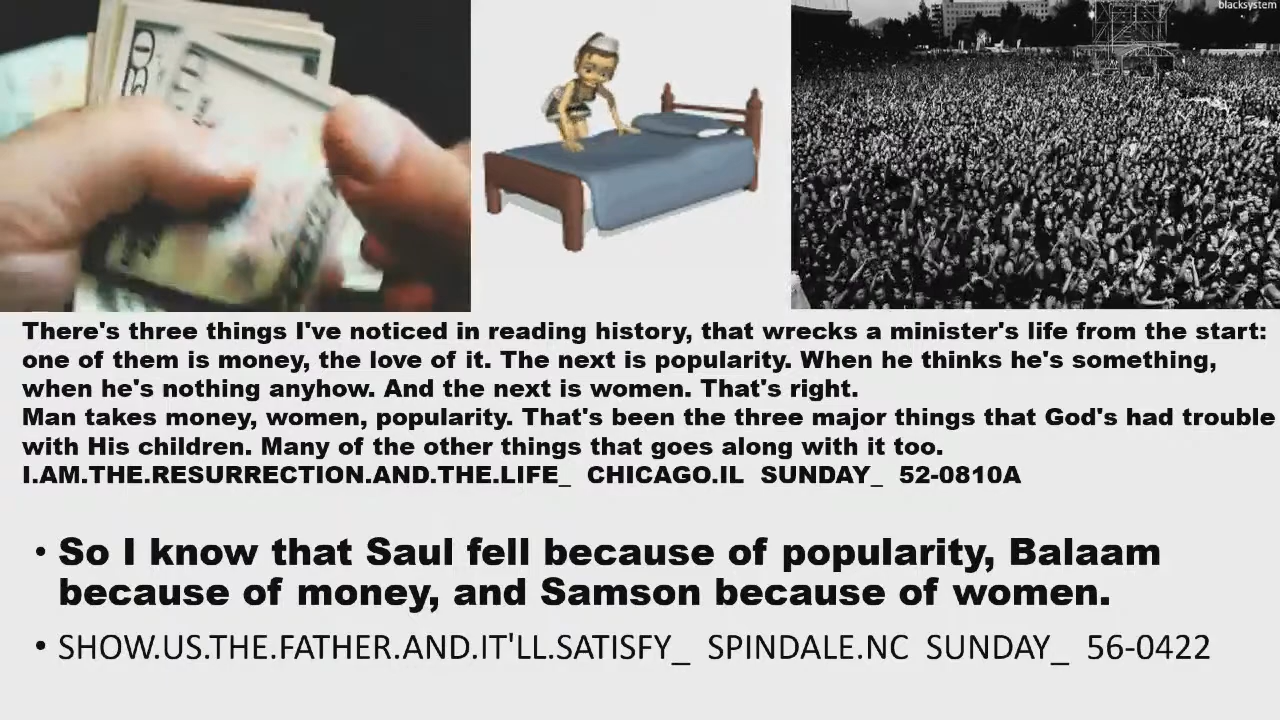 blacksystem
There's three things I've noticed in reading history, that wrecks a minister's life from the start:
one of them is money, the love of it. The next is popularity. When he thinks he's something,
when he's nothing anyhow. And the next is women. That's right.
Man takes money, women, popularity. That's been the three major things that God's had trouble
with His children. Many of the other things that goes along with it too.
I.AM.THE.RESURRECTION.AND.THE.LIFE_ CHICAGO.IL SUNDAY_ 52-0810A
• So I know that Saul fell because of popularity, Balaam
because of money, and Samson because of women.
• SHOW.US.THE.FATHER.AND.IT'LL.SATISFY_ SPINDALE.NC SUNDAY_ 56-0422